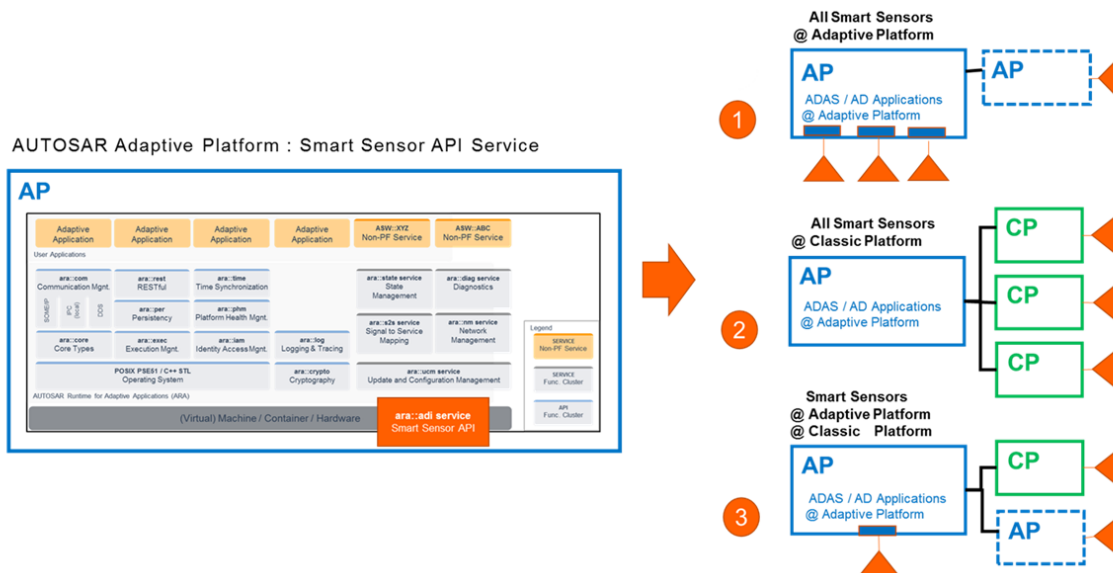 AUTOSAR Adaptive Platform : Smart Sensor API Service
AP
Adaptive
Application
Adaptive
Application
Adaptive
Application
Adaptive
Application
ASW::XYZ
Non-PF Service
ASW::ABC
Non-PF Service
User Applications
ara::com
Communication Mgnt.
SOME/IP
IPC
(local)
DDS
ara::rest
RESTful
ara::time
Time Synchronization
ara::state service
State
Management
ara::diag service
Diagnostics
ara::per
Persistency
ara::phm
Platform Health Mgnt.
ara::s2s service
Signal to Service
Mapping
ara::nm service
Network
Management
ara::core
Core Types
ara::exec
Execution Mgnt.
ara::iam
Identity Access Mgnt.
ara::log
Logging & Tracing
POSIX PSE51 / C++ STL
Operating System
ara::crypto
Cryptography
ara::ucm service
Update and Configuration Management
AUTOSAR Runtime for Adaptive Applications (ARA)
(Virtual) Machine / Container / Hardware
ara::adi service
Smart Sensor API
Legend
SERVICE
Non-PF Service
SERVICE
Func. Cluster
API
Func. Cluster
All Smart Sensors
@ Adaptive Platform
1
AP
ADAS / AD Applications
@ Adaptive Platform
AP
All Smart Sensors
@ Classic Platform
2
AP
ADAS / AD Applications
@ Adaptive Platform
CP
CP
CP
Smart Sensors
@ Adaptive Platform
@ Classic Platform
3
AP
ADAS / AD Applications
@ Adaptive Platform
CP
AP